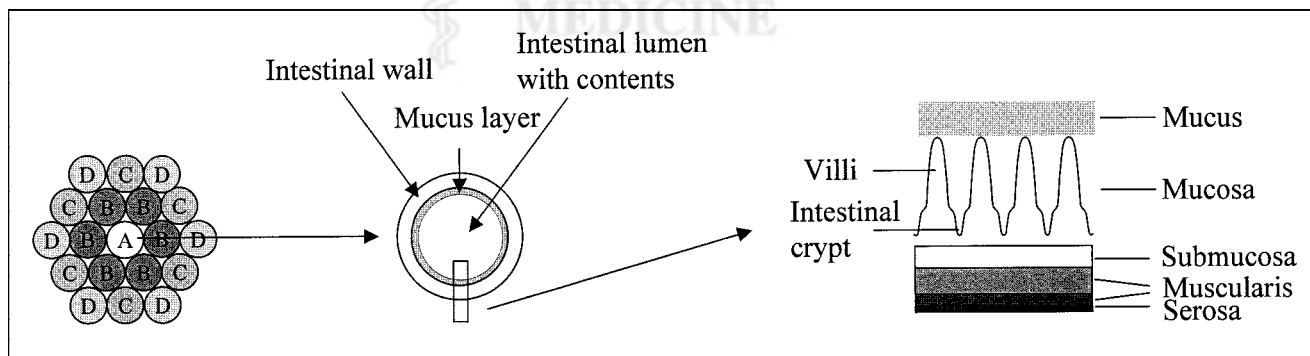 MEDICINE
Intestinal lumen
with contents
Intestinal wall
Mucus layer
D C D
C B B C
D B A B D
C B B C
D C D
Mucus
Villi
Mucosa
Intestinal
crypt
Submucosa
Muscularis
Serosa